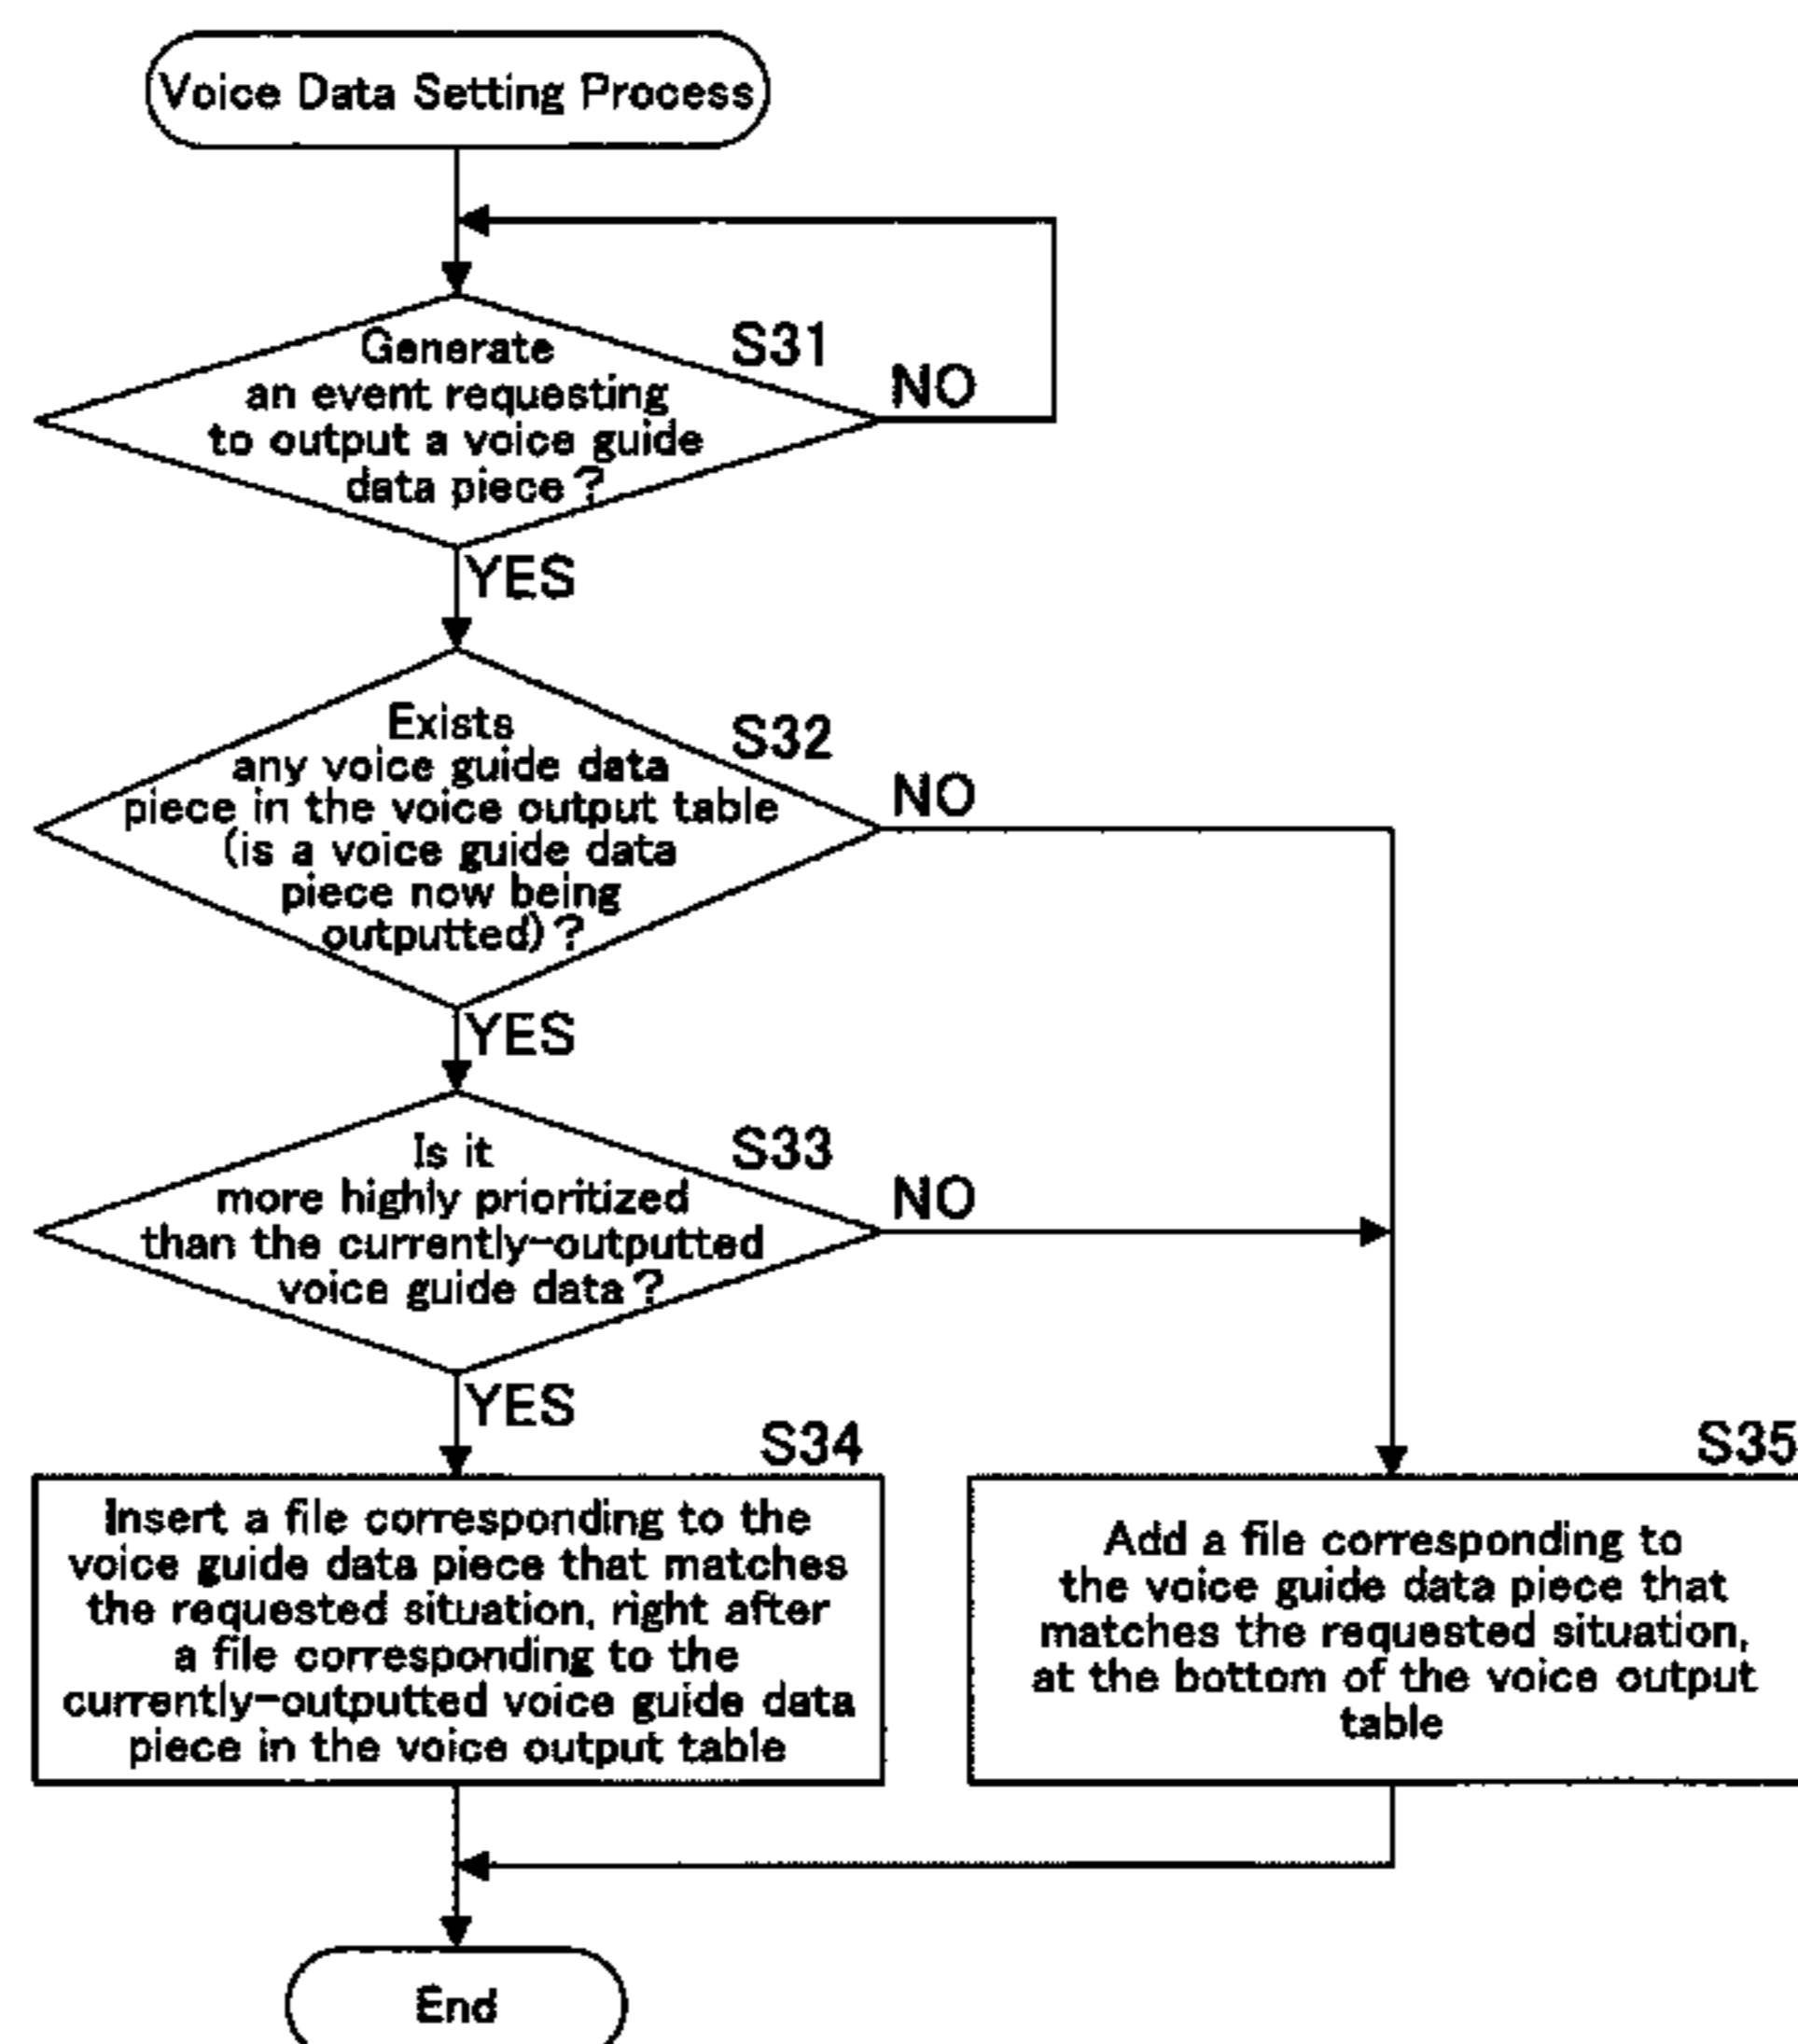 Voice Data Setting Process
S31
Generate
an event requesting
to output a voice guide
data piece?
NO
YES
S32
Exists
any voice guide data
piece in the voice output table
(is a voice guide data
piece now being
outputted)?
NO
YES
S33
Is it
more highly prioritized
than the currently-outputted
voice guide data?
NO
YES
S34
Insert a file corresponding to the
voice guide data piece that matches
the requested situation, right after
a file corresponding to the
currently-outputted voice guide data
piece in the voice output table
S35
Add a file corresponding to
the voice guide data piece that
matches the requested situation,
at the bottom of the voice output
table
End